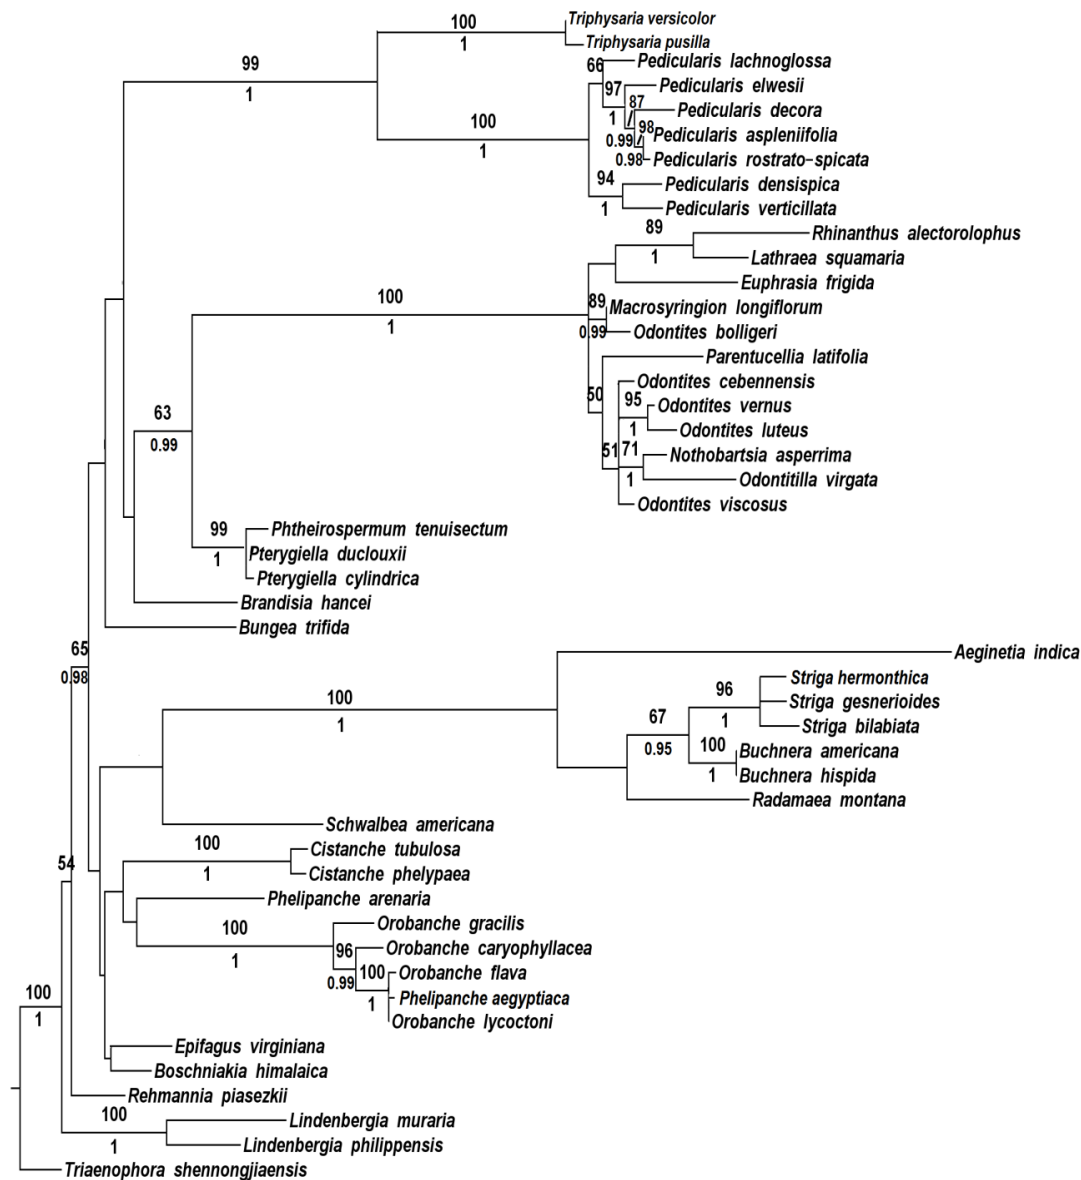 100
Triphysaria versicolor
1
Triphysaria pusilla
99
1
66
Pedicularis lachnoglossa
97
Pedicularis elwesii
1
87
Pedicularis decora
100
1
0.99
98
Pedicularis aspleniifolia
0.98
Pedicularis rostrato-spicata
94
Pedicularis densispica
1
Pedicularis verticillata
89
Rhinanthus alectorolophus
1
Lathraea squamaria
Euphrasia frigida
100
1
89
Macrosyringion longiflorum
0.99
Odontites bolligeri
Parentucellia latifolia
50
Odontites cebennensis
95
Odontites vernus
1
Odontites luteus
63
0.99
51
71
Nothobartsia asperrima
1
Odontitilla virgata
Odontites viscosus
99
Phtheirospermum tenuisectum
1
Pterygiella duclouxii
Pterygiella cylindrica
Brandisia hancei
Bungea trifida
65
0.98
Aeginetia indica
100
1
96
Striga hermonthica
Striga gesnerioides
1
Striga bilabiata
67
0.95
100
Buchnera americana
1
Buchnera hispida
Radamaea montana
Schwalbea americana
54
100
Cistanche tubulosa
1
Cistanche phelypaea
Phelipanche arenaria
100
1
Orobanche gracilis
96
Orobanche caryophyllacea
0.99
100
Orobanche flava
1
Phelipanche aegyptiaca
Orobanche lycoctoni
100
1
Epifagus virginiana
Boschniakia himalaica
Rehmannia piasezkii
100
Lindenbergia muraria
1
Lindenbergia philippensis
Triaenophora shennongjiaensis